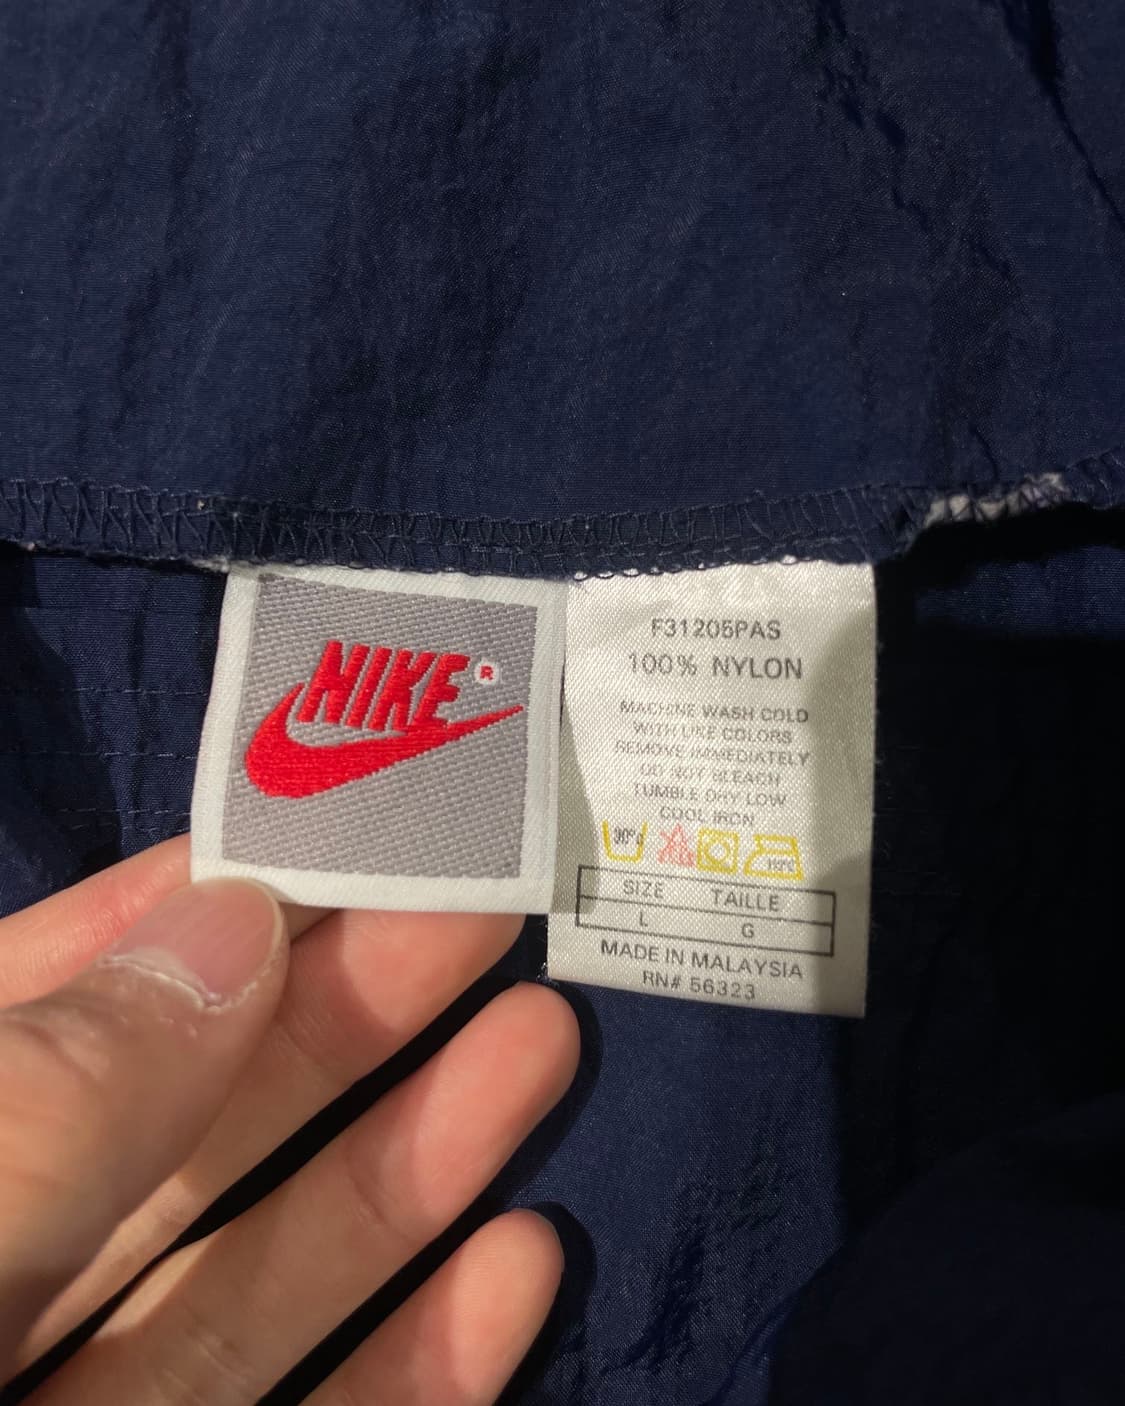 NIKE®
F31205PAS
100% NYLON
MACHINE WASH COLD
WITH LIKE COLORS
REMOVE IMMEDIATELY
DO NOT BLEACH
TUMBLE DRY LOW
COOL IRON
30°c
SIZE TAILLE
L G
MADE IN MALAYSIA
RN# 56323